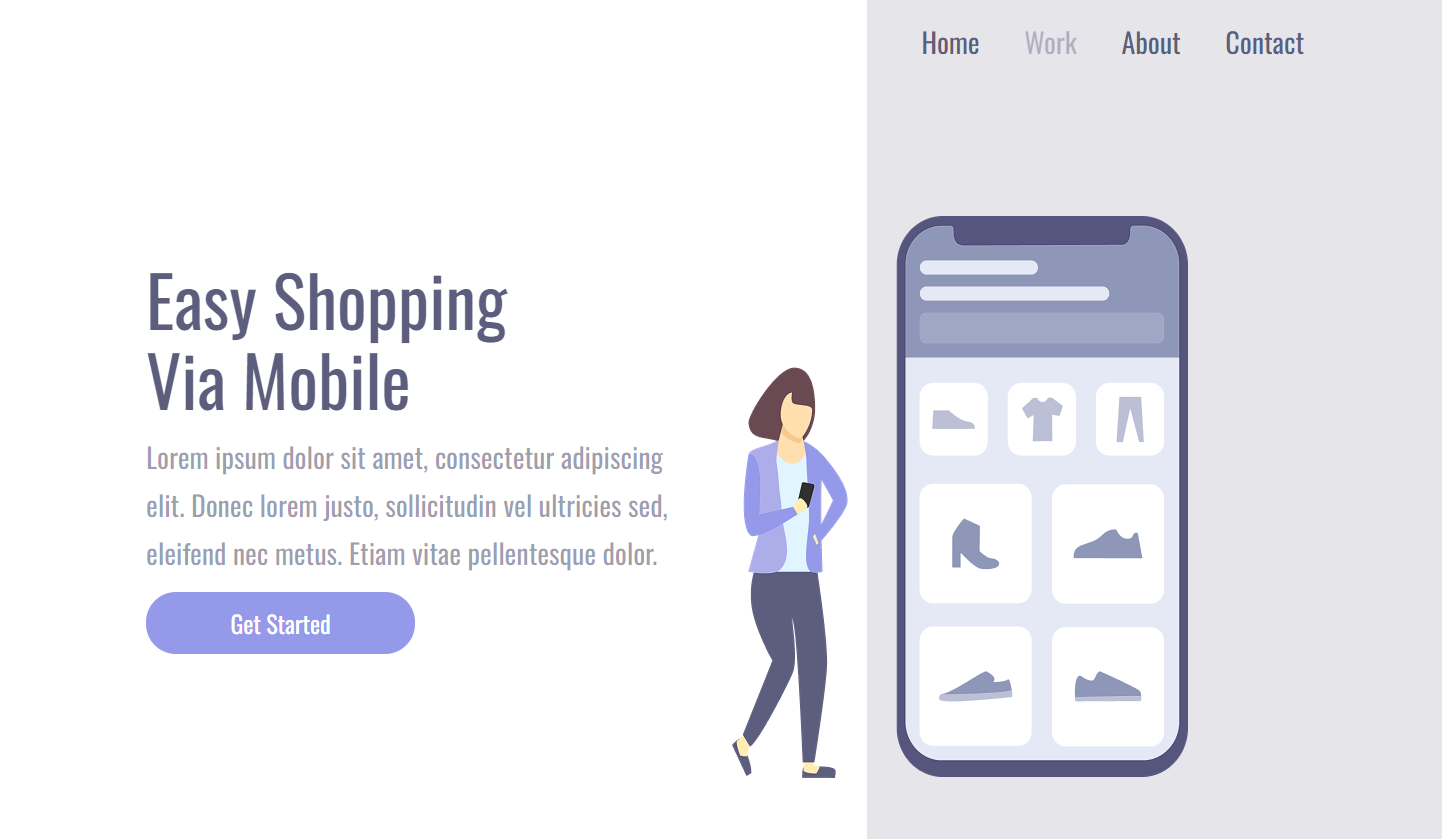 Home Work About Contact
Easy Shopping
Via Mobile
Lorem ipsum dolor sit amet, consectetur adipiscing
elit. Donec lorem justo, sollicitudin vel ultricies sed,
eleifend nec metus. Etiam vitae pellentesque dolor.
Get Started